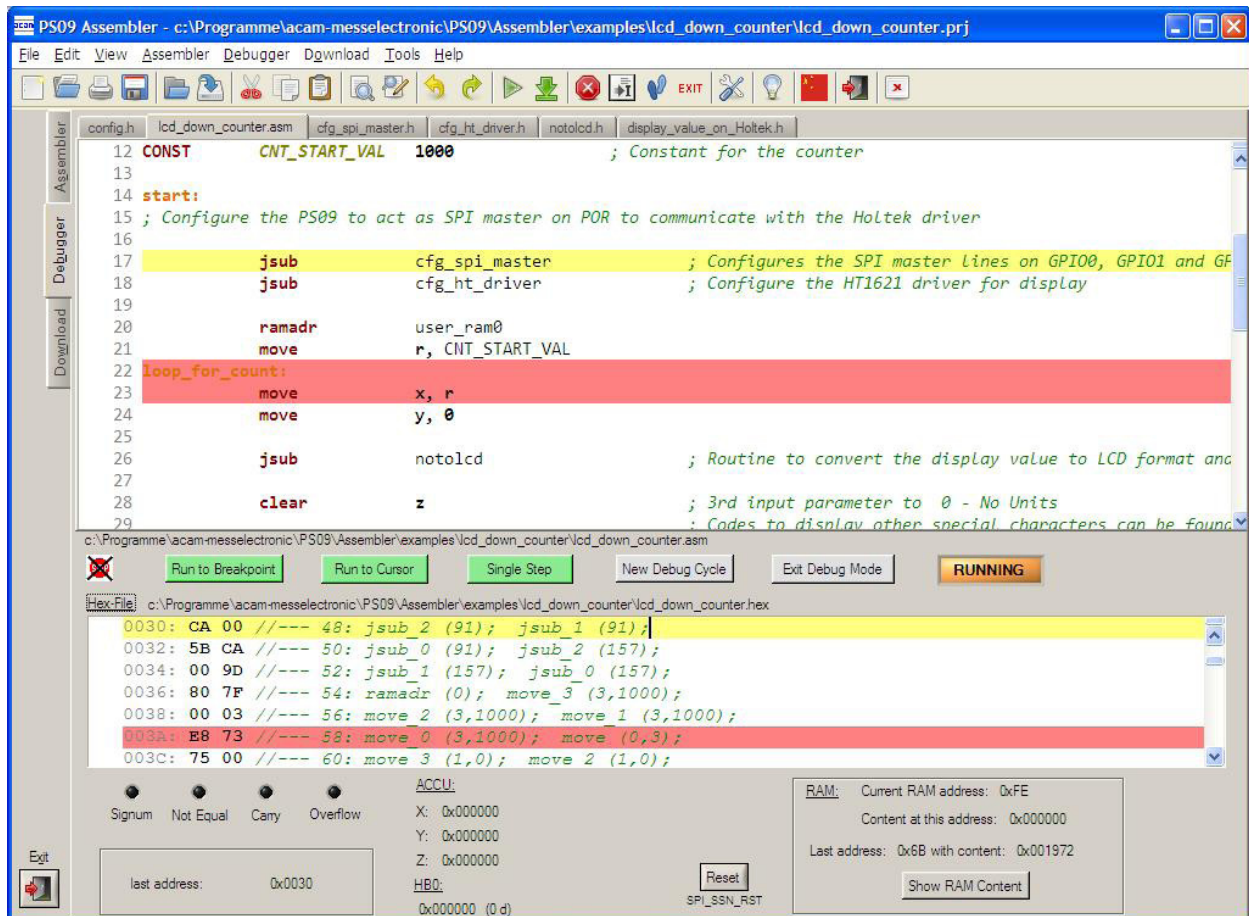 acam PS09 Assembler - c:\Programme\acam-messelectronic\PS09\Assembler\examples\lcd_down_counter\lcd_down_counter.prj
File Edit View Assembler Debugger Download Tools Help
EXIT
Assembler
Debugger
Download
config.h lcd_down_counter.asm cfg_spi_master.h cfg_ht_driver.h notolcd.h display_value_on_Holtek.h
12 CONST CNT_START_VAL 1000 ; Constant for the counter
13
14 start:
15 ; Configure the PS09 to act as SPI master on POR to communicate with the Holtek driver
16
17 jsub cfg_spi_master ; Configures the SPI master lines on GPIO0, GPIO1 and GP
18 jsub cfg_ht_driver ; Configure the HT1621 driver for display
19
20 ramadr user_ram0
21 move r, CNT_START_VAL
22 loop_for_count:
23 move x, r
24 move y, 0
25
26 jsub notolcd ; Routine to convert the display value to LCD format and
27
28 clear z ; 3rd input parameter to 0 - No Units
29 ; Codes to display other special characters can be found
c:\Programme\acam-messelectronic\PS09\Assembler\examples\lcd_down_counter\lcd_down_counter.asm
Run to Breakpoint Run to Cursor Single Step New Debug Cycle Exit Debug Mode RUNNING
Hex-File c:\Programme\acam-messelectronic\PS09\Assembler\examples\lcd_down_counter\lcd_down_counter.hex
0030: CA 00 //--- 48: jsub_2 (91); jsub_1 (91);
0032: 5B CA //--- 50: jsub_0 (91); jsub_2 (157);
0034: 00 9D //--- 52: jsub_1 (157); jsub_0 (157);
0036: 80 7F //--- 54: ramadr (0); move_3 (3,1000);
0038: 00 03 //--- 56: move_2 (3,1000); move_1 (3,1000);
003A: E8 73 //--- 58: move_0 (3,1000); move (0,3);
003C: 75 00 //--- 60: move_3 (1,0); move_2 (1,0);
Signum Not Equal Carry Overflow
ACCU:
X: 0x000000
Y: 0x000000
Z: 0x000000
HB0:
0x000000 (0 d)
last address: 0x0030
Exit
Reset
SPI_SSN_RST
RAM: Current RAM address: 0xFE
Content at this address: 0x000000
Last address: 0x6B with content: 0x001972
Show RAM Content